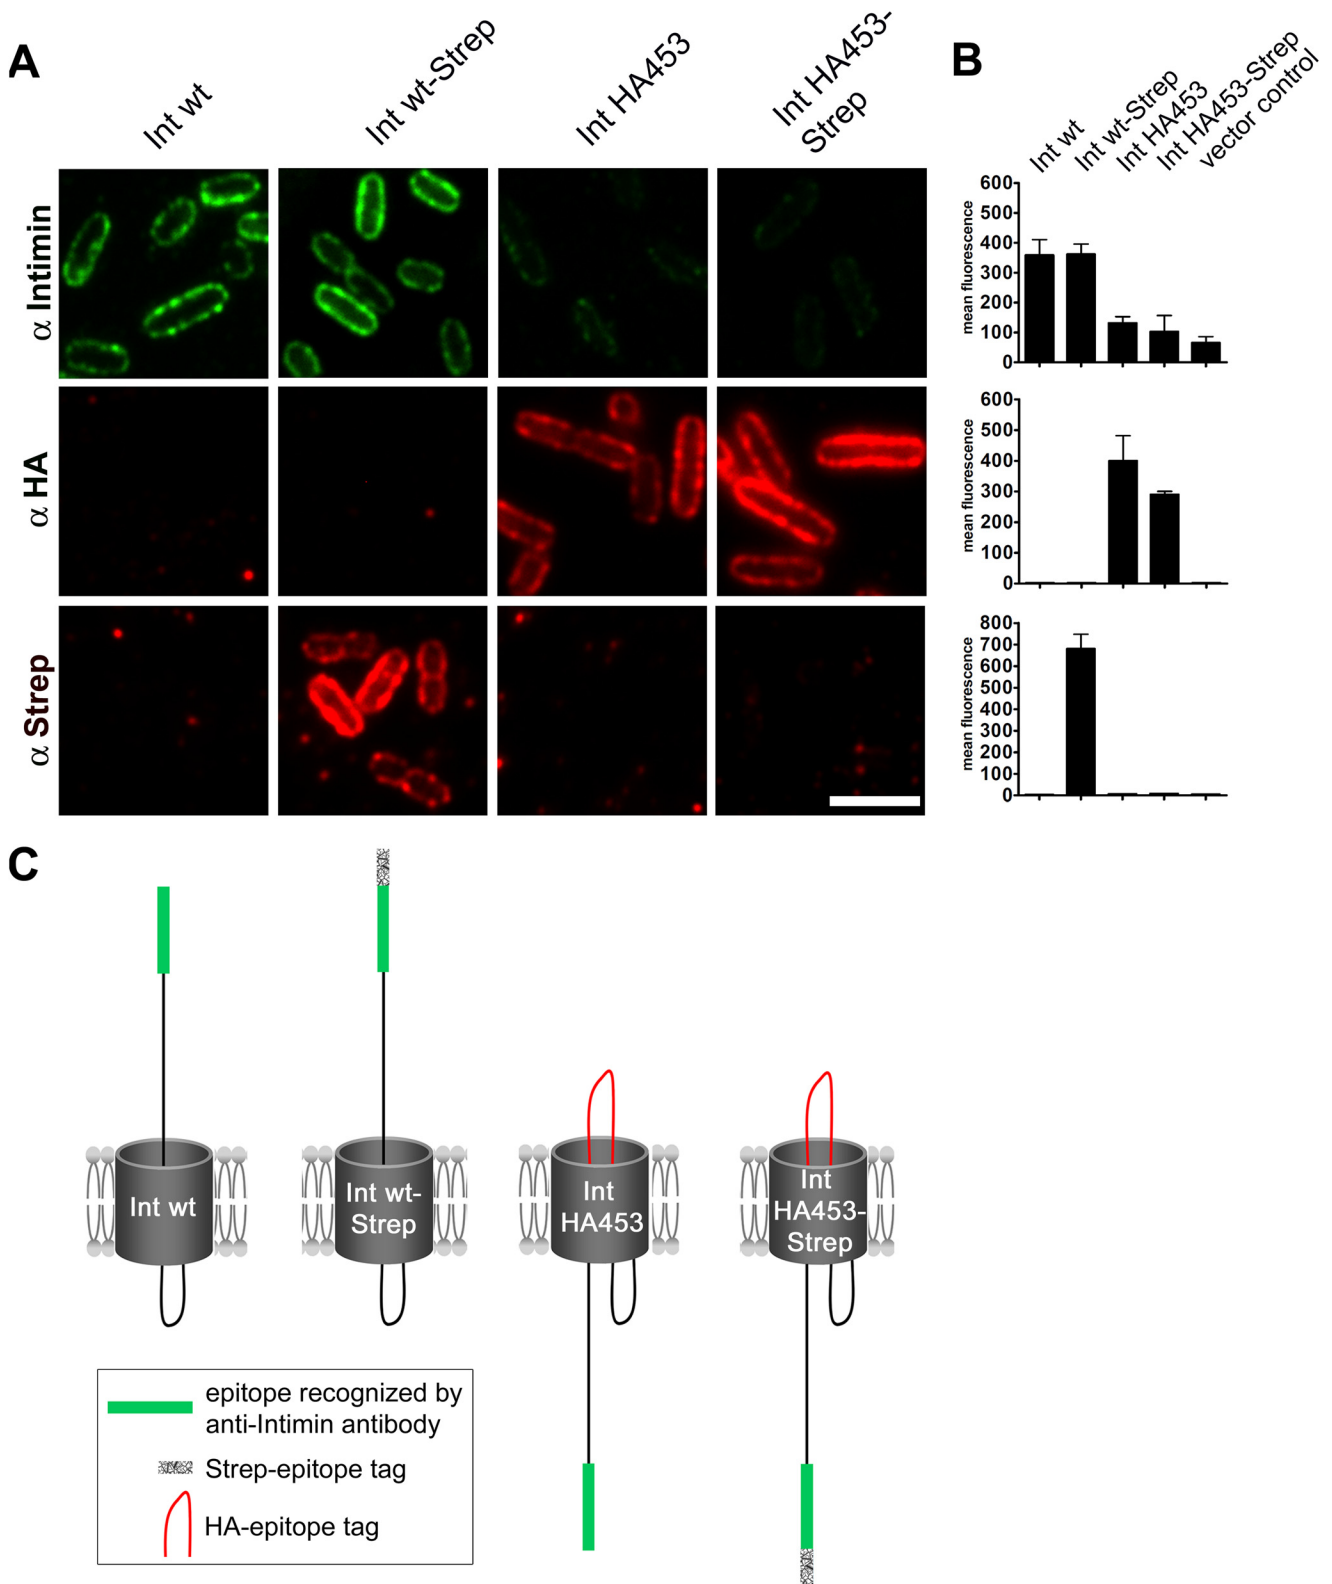 A
Int wt
Int wt-Strep
Int HA453
Int HA453-
Strep
α Intimin
α HA
α Strep
B
Int wt
Int wt-Strep
Int HA453
Int HA453-Strep
vector control
mean fluorescence
600
500
400
300
200
100
0
mean fluorescence
600
500
400
300
200
100
0
mean fluorescence
800
700
600
500
400
300
200
100
0
C
Int wt
Int wt-
Strep
Int
HA453
Int
HA453-
Strep
epitope recognized by
anti-Intimin antibody
Strep-epitope tag
HA-epitope tag